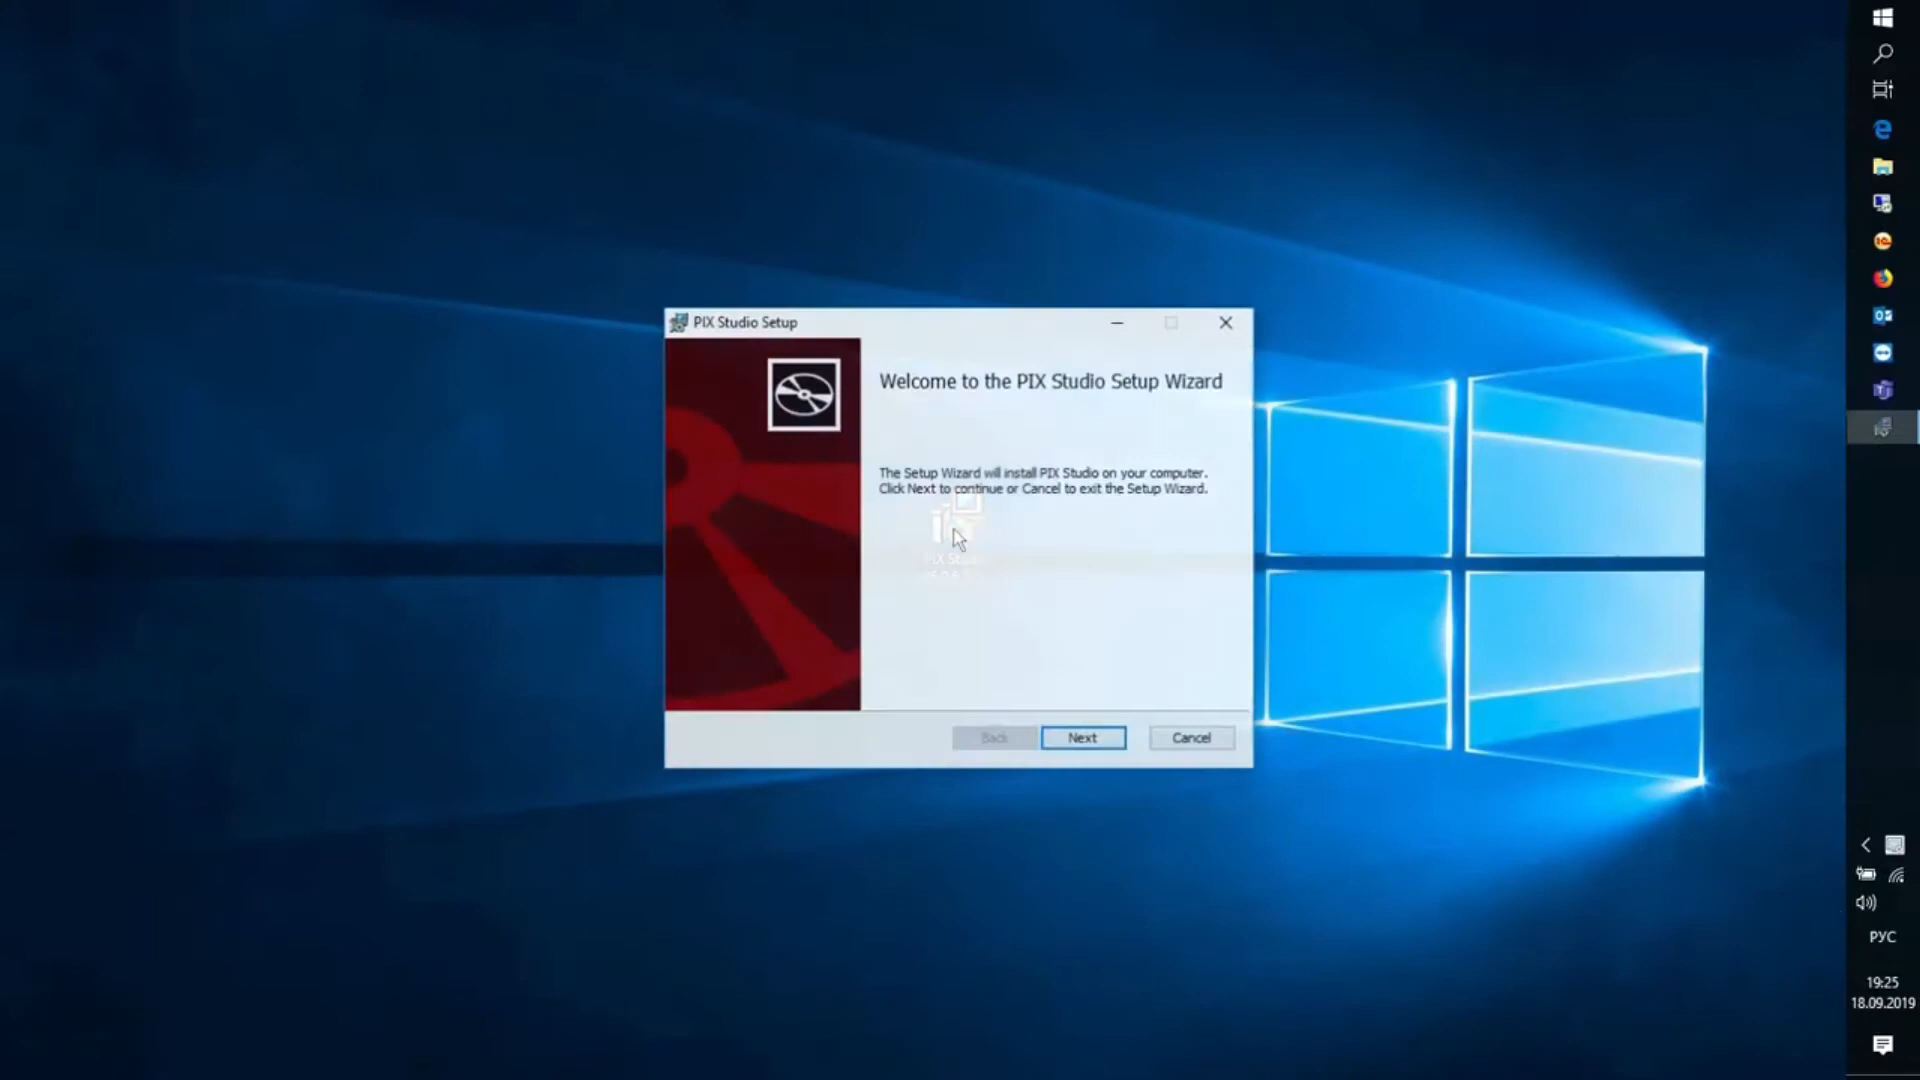 PIX Studio Setup
Welcome to the PIX Studio Setup Wizard
The Setup Wizard will install PIX Studio on your computer.
Click Next to continue or Cancel to exit the Setup Wizard.
Back
Next
Cancel
РУС
19:25
18.09.2019